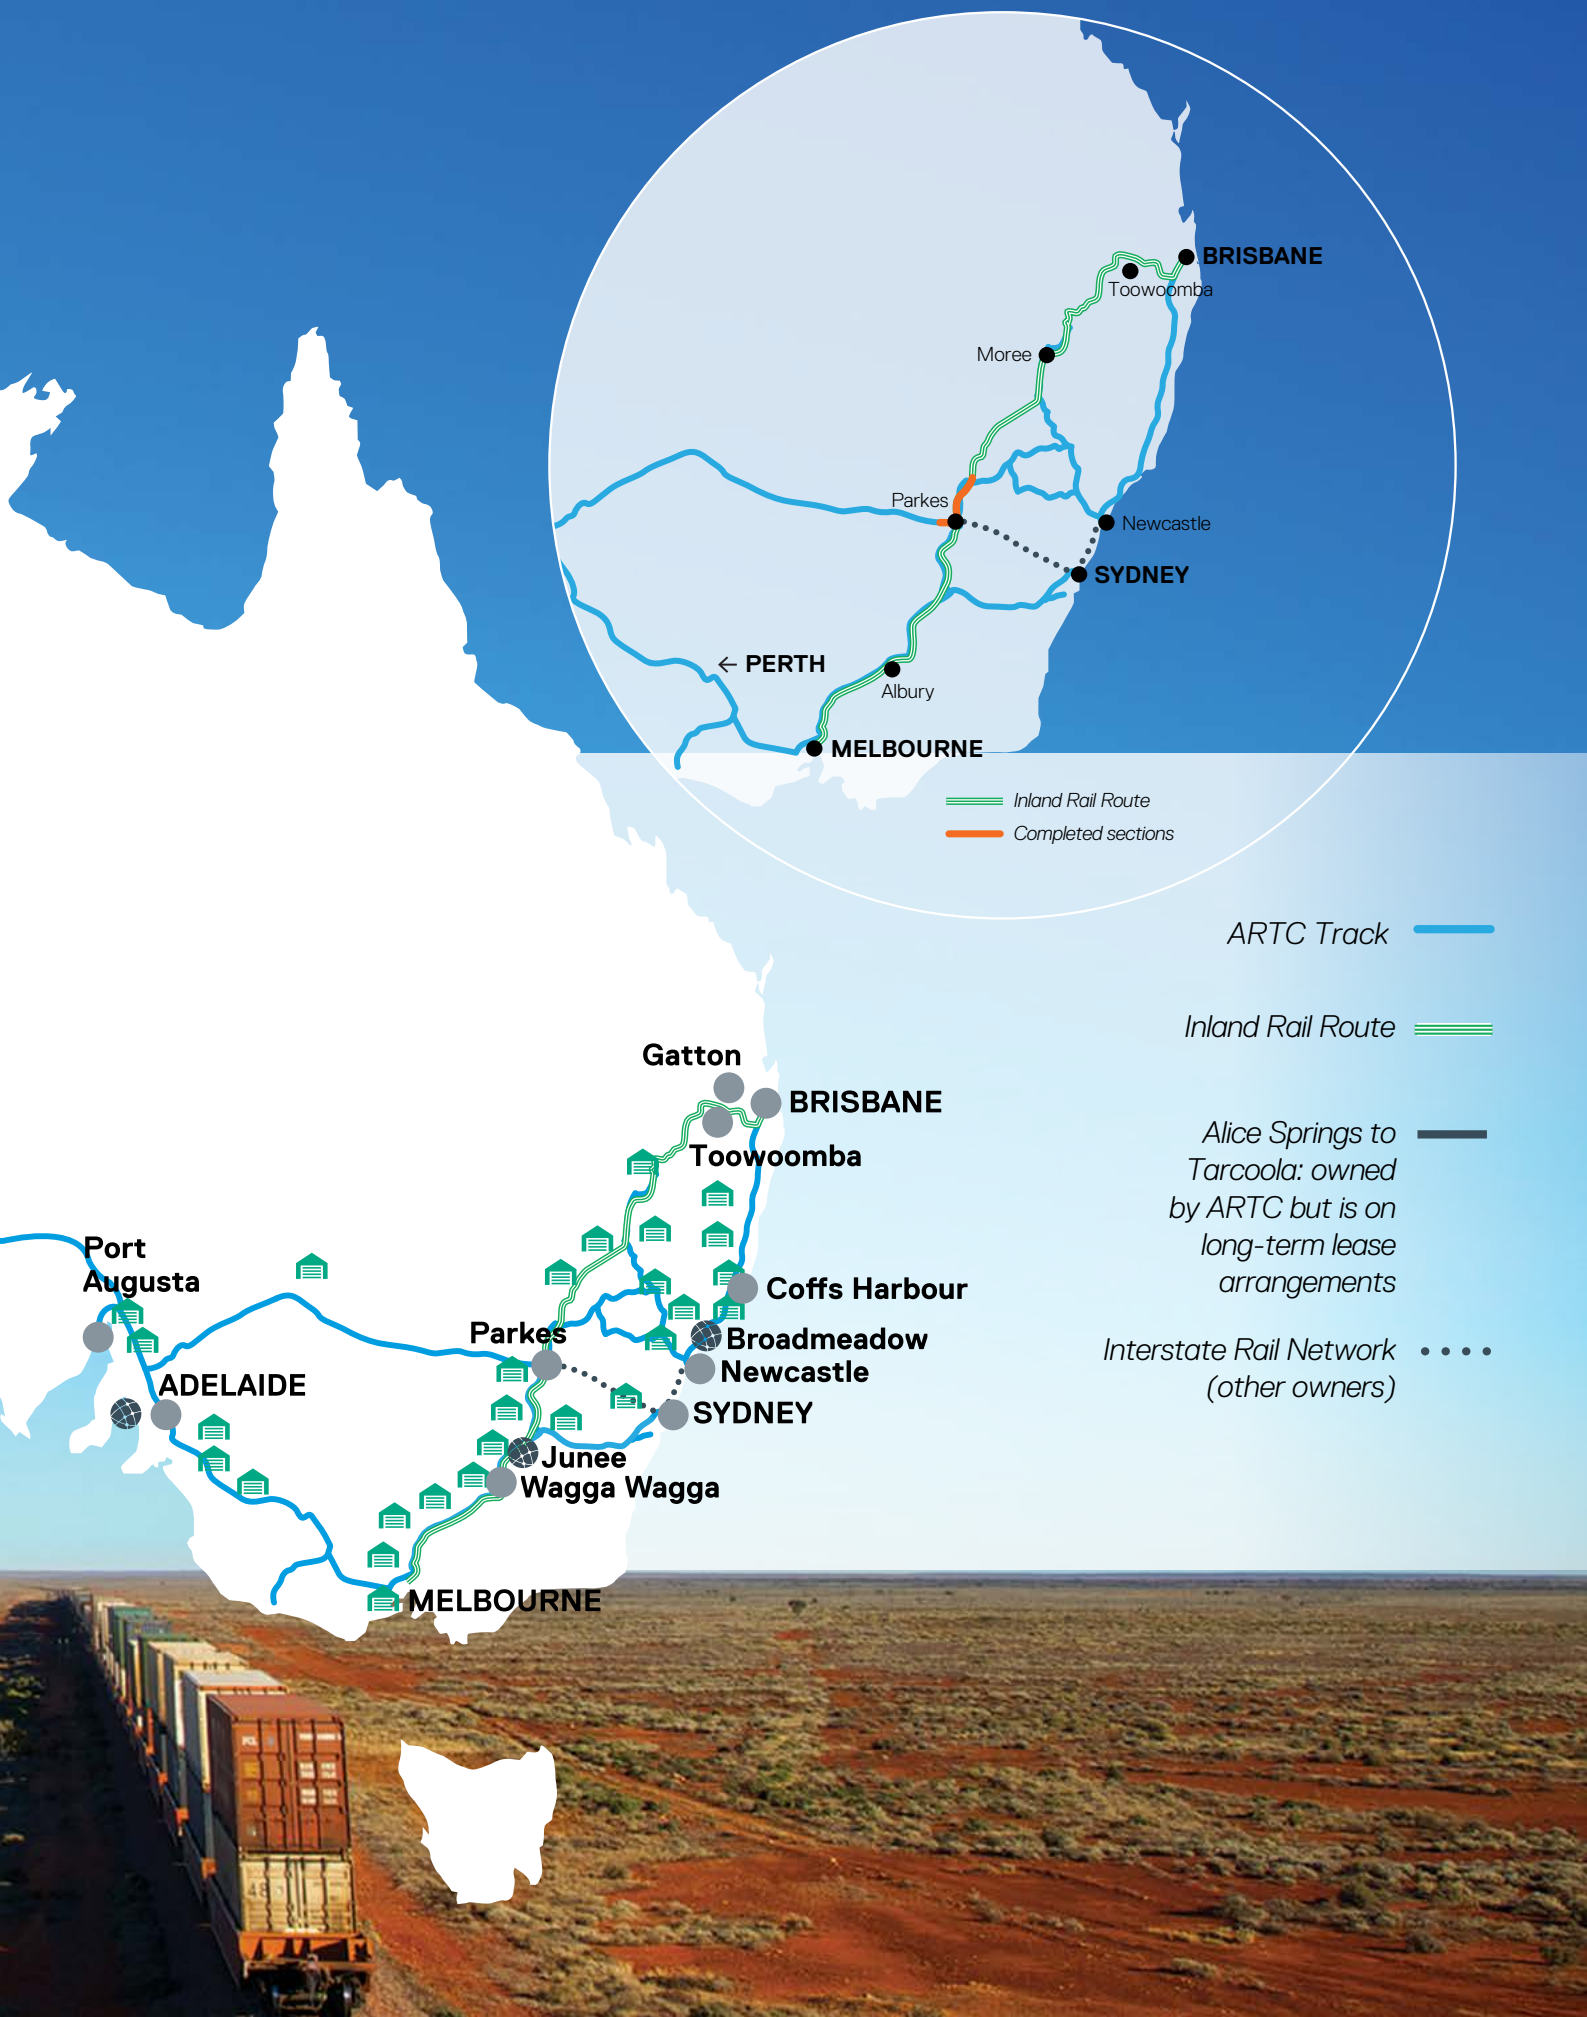 BRISBANE
Toowoomba
Moree
Parkes
Newcastle
SYDNEY
← PERTH
Albury
MELBOURNE
Inland Rail Route
Completed sections
ARTC Track
Inland Rail Route
Alice Springs to
Tarcoola: owned
by ARTC but is on
long-term lease
arrangements
Interstate Rail Network
(other owners)
Gatton
BRISBANE
Toowoomba
Port
Augusta
Coffs Harbour
Parkes
Broadmeadow
Newcastle
ADELAIDE
SYDNEY
Junee
Wagga Wagga
MELBOURNE